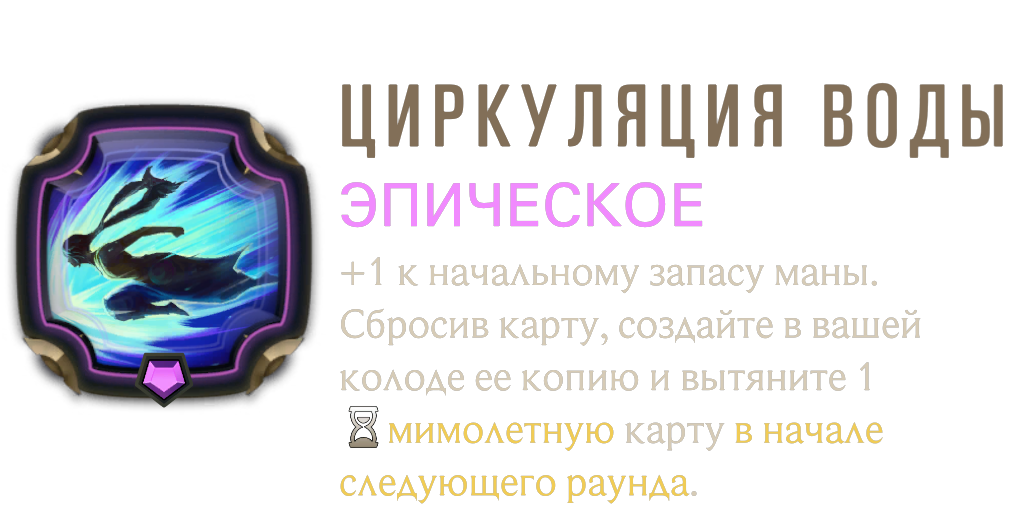 ЦИРКУЛЯЦИЯ ВОДЫ
ЭПИЧЕСКОЕ
+1 к начальному запасу маны.
Сбросив карту, создайте в вашей
колоде ее копию и вытяните 1
мимолетную карту в начале
следующего раунда.